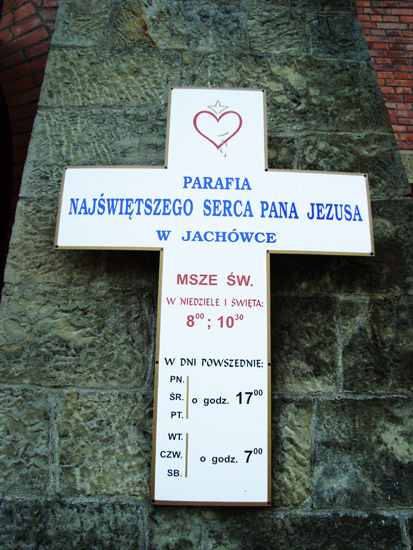 PARAFIA
NAJŚWIĘTSZEGO SERCA PANA JEZUSA
W JACHÓWCE
MSZE ŚW.
W NIEDZIELE I ŚWIĘTA:
8⁰⁰ ; 10³⁰
W DNI POWSZEDNIE:
PN.
ŚR. o godz. 17⁰⁰
PT.
WT.
CZW. o godz. 7⁰⁰
SB.